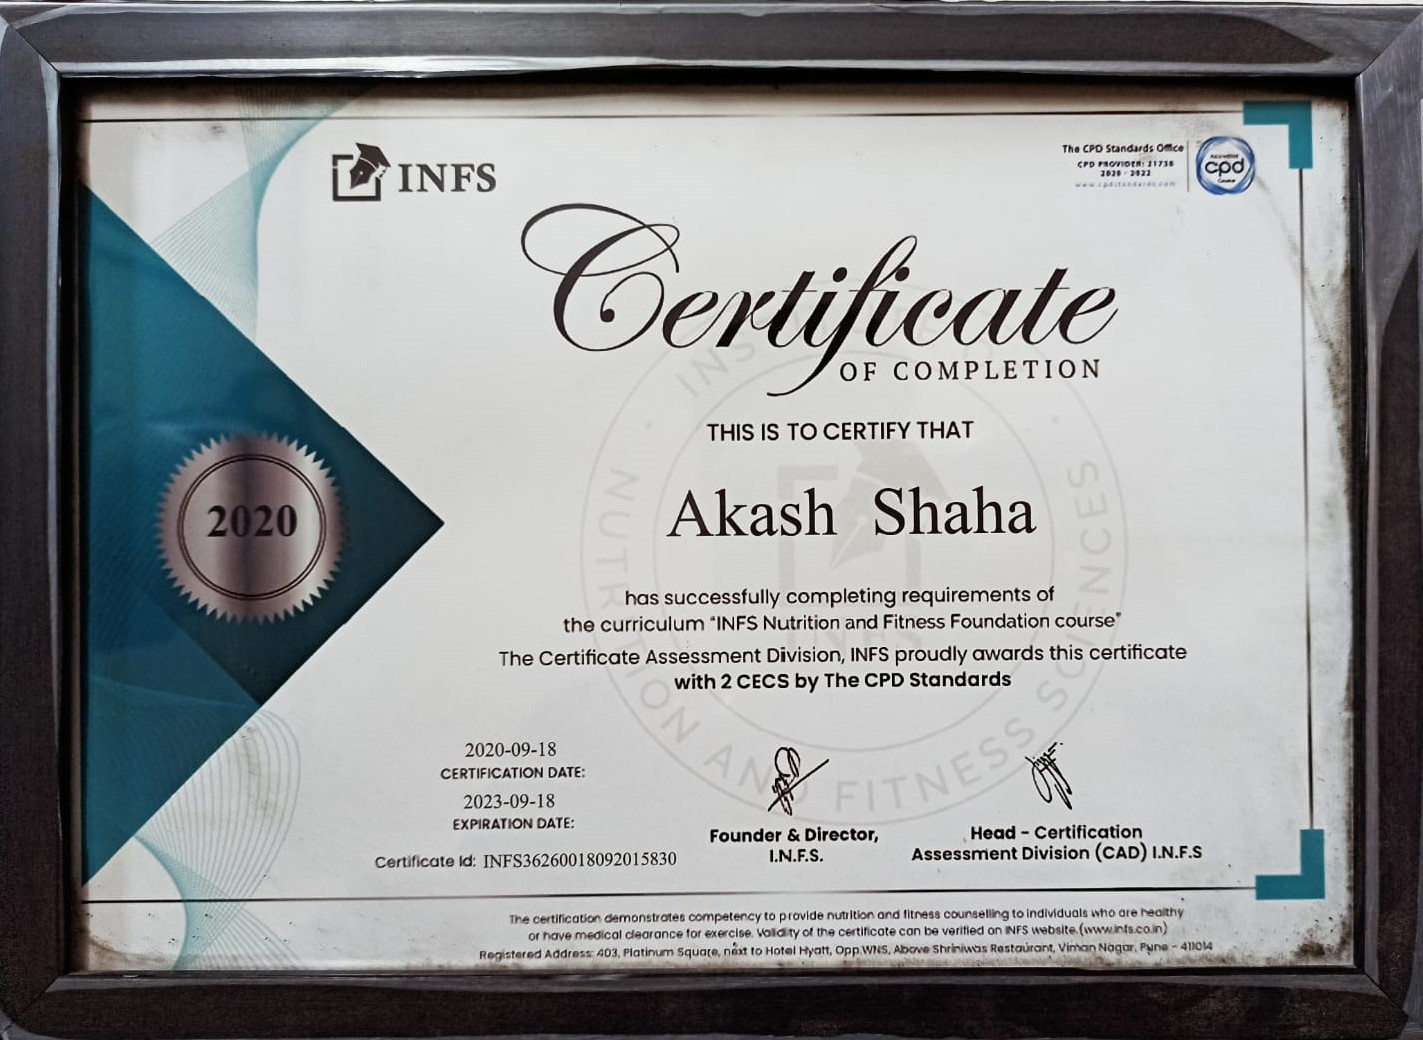 INFS
The CPD Standards Office
CPD PROVIDER: 21735
2020 - 2022
www.cpdstandards.com
Accredited
cpd
Certificate
OF COMPLETION
THIS IS TO CERTIFY THAT
Akash Shaha
2020
has successfully completing requirements of
the curriculum "INFS Nutrition and Fitness Foundation course"
The Certificate Assessment Division, INFS proudly awards this certificate
with 2 CECS by The CPD Standards
NUTRITION AND FITNESS SCIENCES
INFS
2020-09-18
CERTIFICATION DATE:
2023-09-18
EXPIRATION DATE:
Certificate Id: INFS36260018092015830
Founder & Director,
I.N.F.S.
Head - Certification
Assessment Division (CAD) I.N.F.S
The certification demonstrates competency to provide nutrition and fitness counselling to individuals who are healthy
or have medical clearance for exercise. Validity of the certificate can be verified on INFS website.(www.infs.co.in)
Registered Address: 403, Platinum Square, next to Hotel Hyatt, Opp.WNS, Above Shriniwas Restaurant, Viman Nagar, Pune - 411014